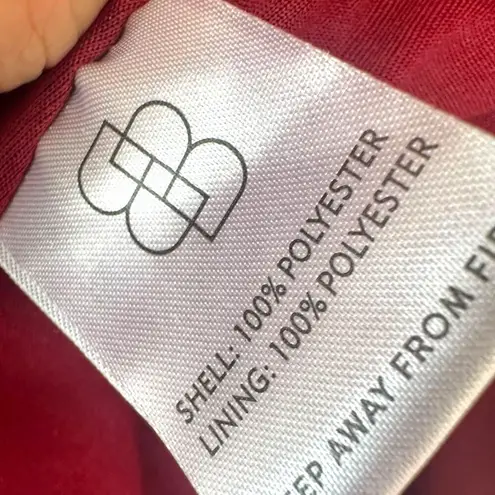 SHELL: 100% POLYESTER
LINING: 100% POLYESTER
AWAY FROM